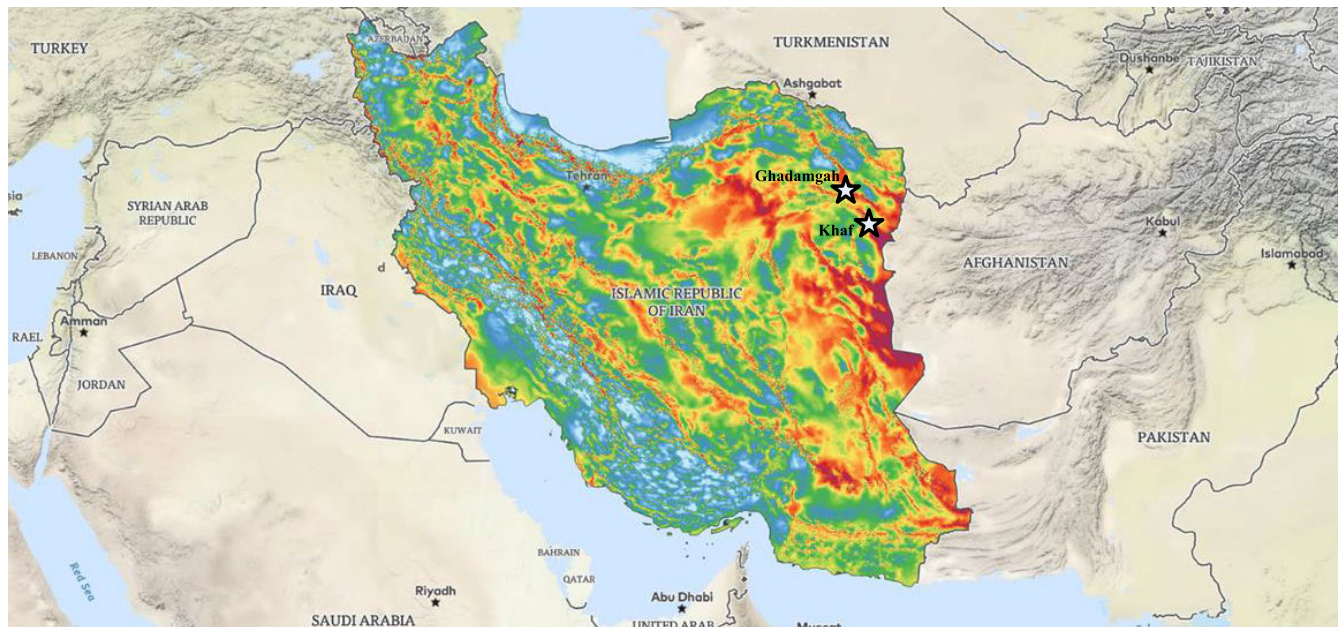 TURKEY
AZERBAIJAN
TURKMENISTAN
Dushanbe
TAJIKISTAN
Ashgabat
Tehran
Ghadamgah
SYRIAN ARAB
REPUBLIC
Khaf
Kabul
LEBANON
Islamabad
AFGHANISTAN
d
IRAQ
ISLAMIC REPUBLIC
OF IRAN
Amman
RAEL
JORDAN
KUWAIT
PAKISTAN
BAHRAIN
QATAR
Red Sea
Riyadh
Abu Dhabi
SAUDI ARABIA
UNITED ARAB